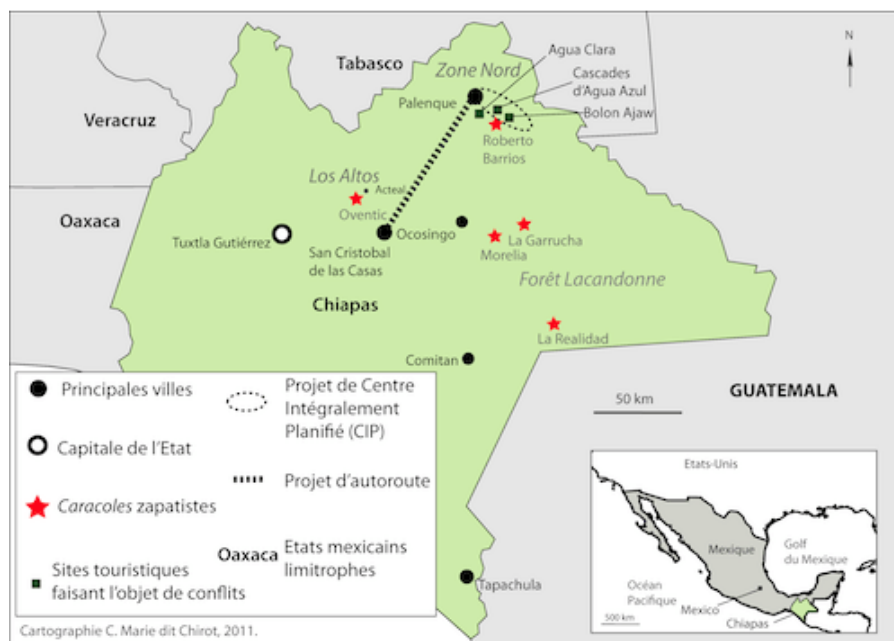 N
Agua Clara
Tabasco
Zone Nord
Cascades
d'Agua Azul
Palenque
Bolon Ajaw
Veracruz
Roberto
Barrios
Los Altos
Acteal
Oaxaca
Oventic
Tuxtla Gutiérrez
San Cristobal
de las Casas
Ocosingo
La Garrucha
Morelia
Forêt Lacandonne
Chiapas
La Realidad
Comitan
GUATEMALA
50 km
Principales villes
Projet de Centre
Intégralement
Planifié (CIP)
Capitale de l'Etat
Projet d'autoroute
Caracoles zapatistes
Oaxaca Etats mexicains
limitrophes
Sites touristiques
faisant l'objet de conflits
Tapachula
Etats-Unis
Mexique
Golf
du Mexique
Océan
Pacifique
Mexico
500 km
Chiapas
Cartographie C. Marie dit Chirot, 2011.